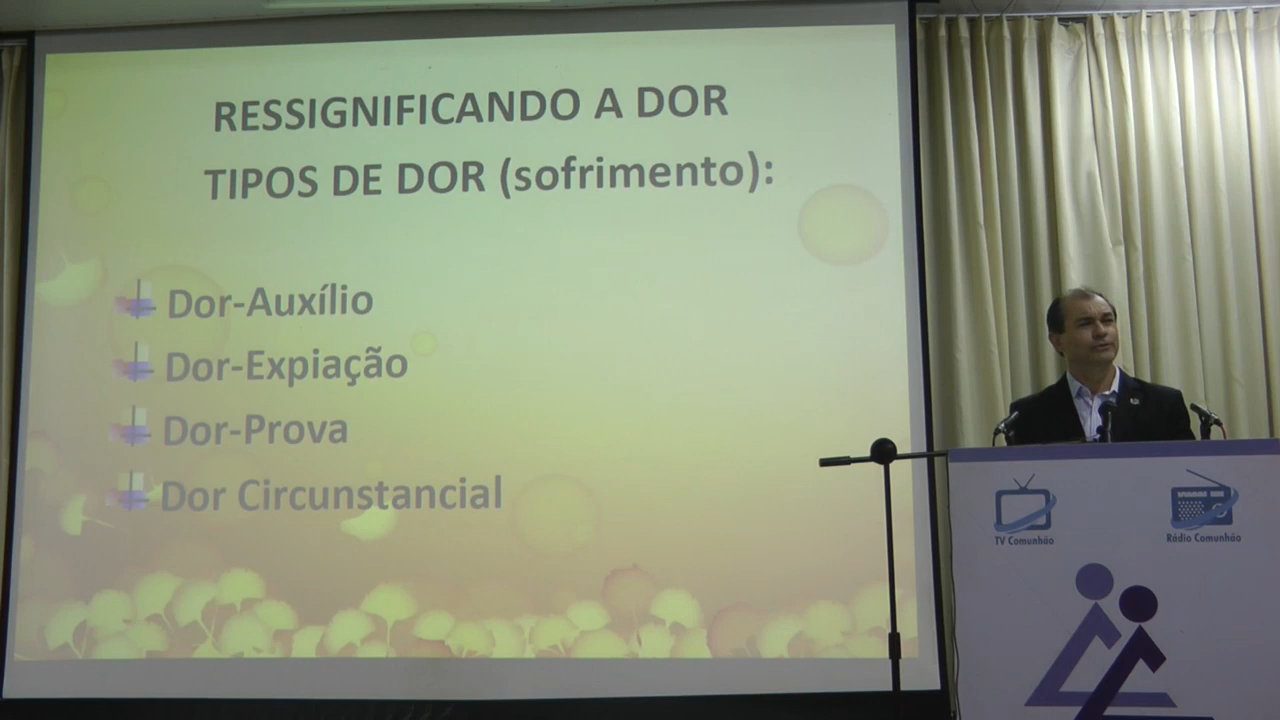 RESSIGNIFICANDO A DOR
TIPOS DE DOR (sofrimento):
Dor-Auxílio
Dor-Expiação
Dor-Prova
Dor Circunstancial
TV Comunhão
Rádio Comunhão